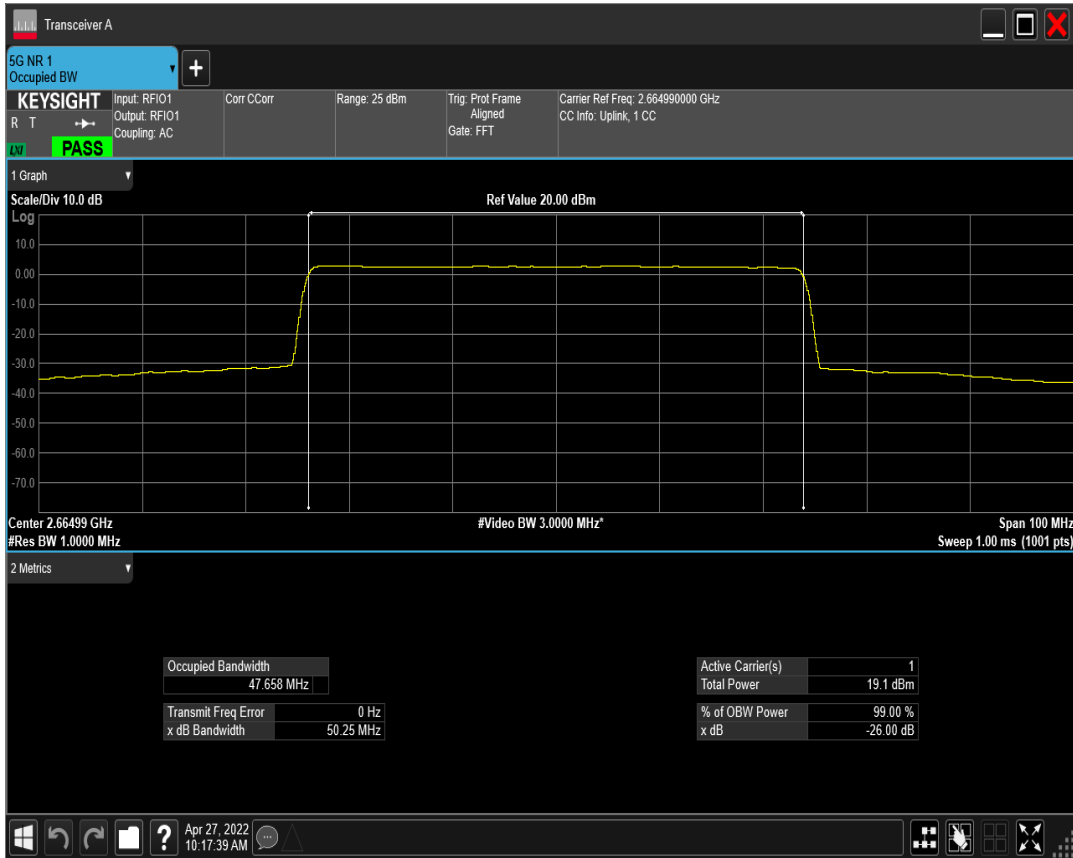 Transceiver A
5G NR 1
Occupied BW
+
KEYSIGHT
R T
LXI
PASS
Input: RFIO1
Output: RFIO1
Coupling: AC
Corr CCorr
Range: 25 dBm
Trig: Prot Frame
Aligned
Gate: FFT
Carrier Ref Freq: 2.664990000 GHz
CC Info: Uplink, 1 CC
1 Graph
Scale/Div 10.0 dB
Ref Value 20.00 dBm
Log
10.0
0.00
-10.0
-20.0
-30.0
-40.0
-50.0
-60.0
-70.0
Center 2.66499 GHz
#Video BW 3.0000 MHz*
Span 100 MHz
#Res BW 1.0000 MHz
Sweep 1.00 ms (1001 pts)
2 Metrics
Occupied Bandwidth
47.658 MHz
Transmit Freq Error 0 Hz
x dB Bandwidth 50.25 MHz
Active Carrier(s) 1
Total Power 19.1 dBm
% of OBW Power 99.00 %
x dB -26.00 dB
?
Apr 27, 2022
10:17:39 AM